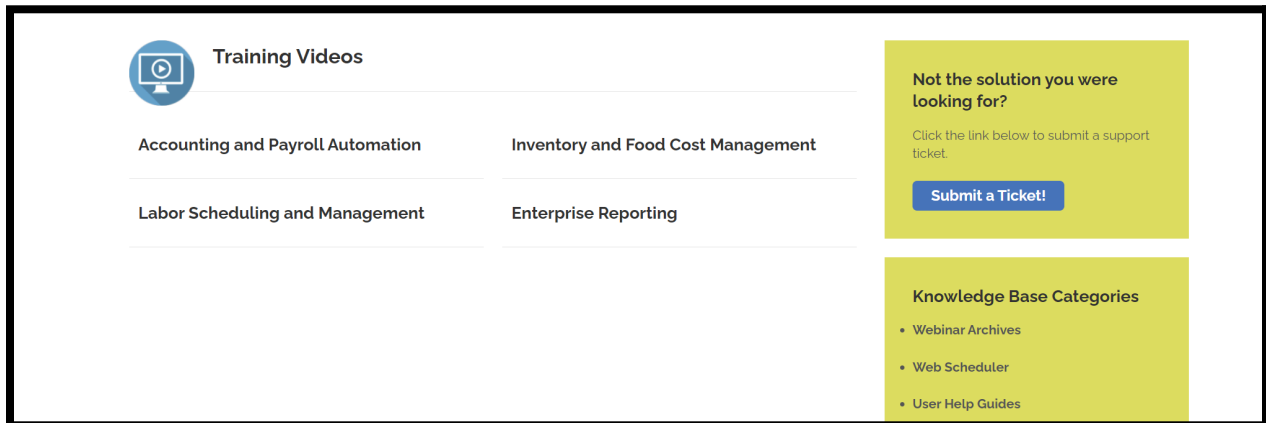 Training Videos
Accounting and Payroll Automation
Inventory and Food Cost Management
Labor Scheduling and Management
Enterprise Reporting
Not the solution you were
looking for?
Click the link below to submit a support
ticket.
Submit a Ticket!
Knowledge Base Categories
Webinar Archives
Web Scheduler
User Help Guides